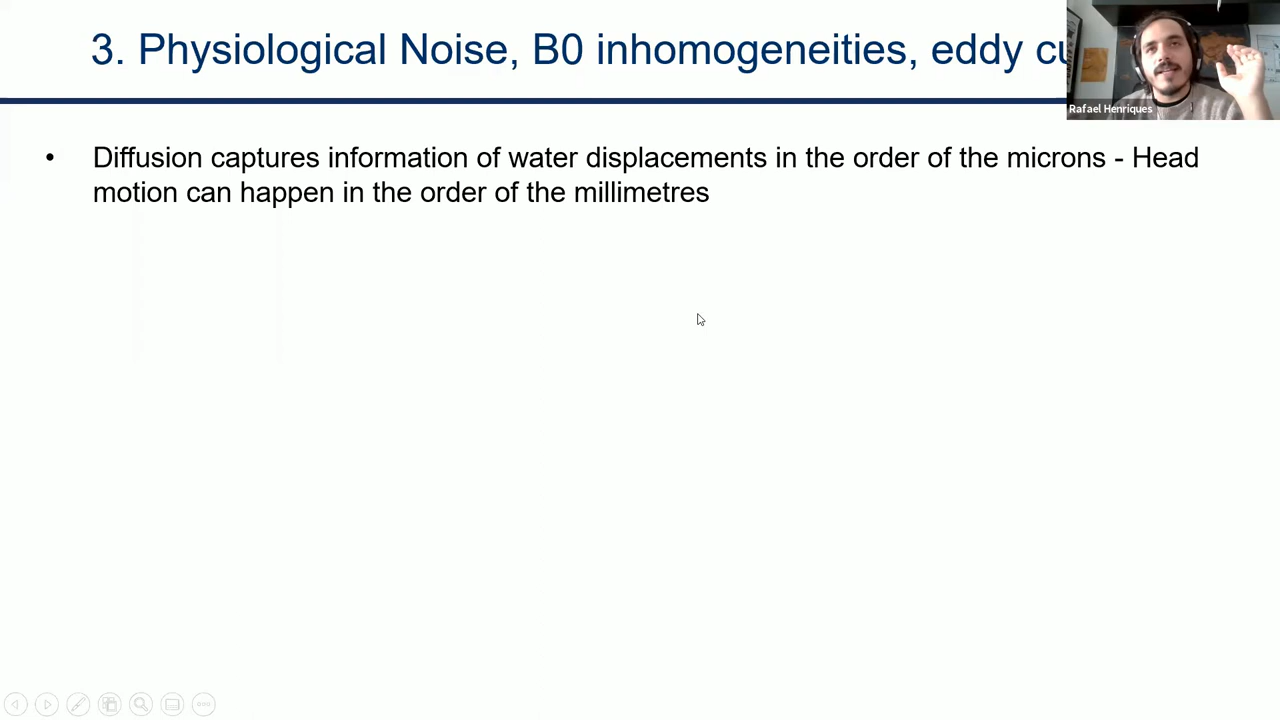 3. Physiological Noise, B0 inhomogeneities, eddy
Rafael Henriques
• Diffusion captures information of water displacements in the order of the microns - Head
motion can happen in the order of the millimetres